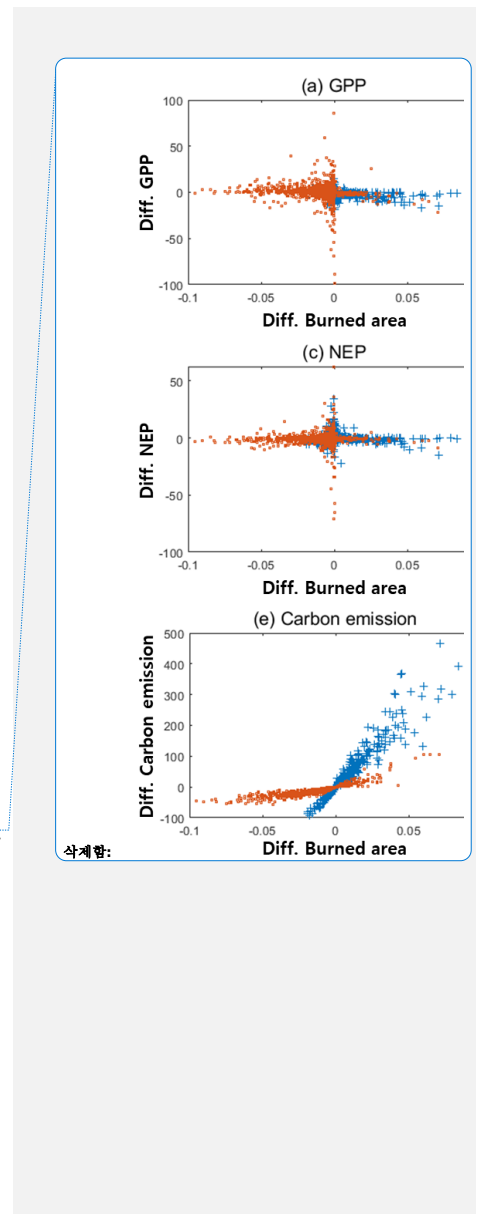 (a) GPP
100
50
0
-50
-100
Diff. GPP
-0.1 -0.05 0 0.05
Diff. Burned area
(c) NEP
50
0
-50
-100
Diff. NEP
-0.1 -0.05 0 0.05
Diff. Burned area
(e) Carbon emission
500
400
300
200
100
0
-100
Diff. Carbon emission
-0.1 -0.05 0 0.05
Diff. Burned area
삭제함: